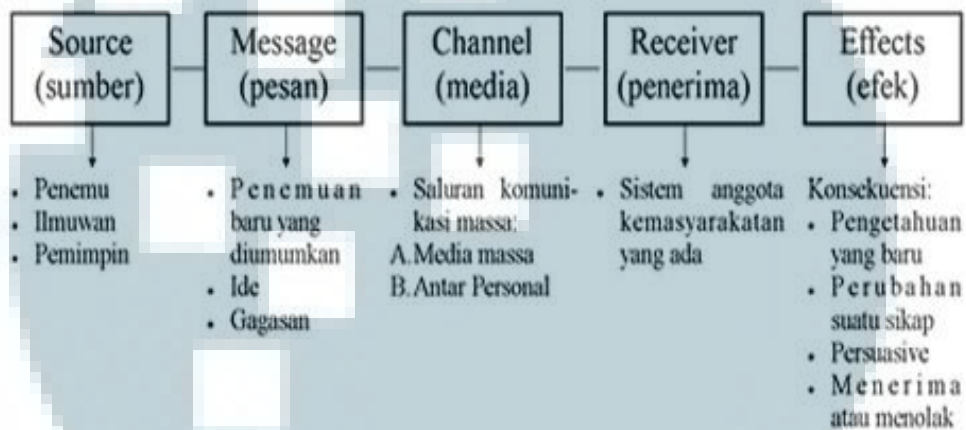 Source
(sumber)
Message
(pesan)
Channel
(media)
Receiver
(penerima)
Effects
(efek)
• Penemu
• Ilmuwan
• Pemimpin
• Penemuan
baru yang
diumumkan
• Ide
• Gagasan
• Saluran komuni-
kasi massa:
A. Media massa
B. Antar Personal
• Sistem anggota
kemasyarakatan
yang ada
Konsekuensi:
• Pengetahuan
yang baru
• Perubahan
suatu sikap
• Persuasive
• Menerima
atau menolak